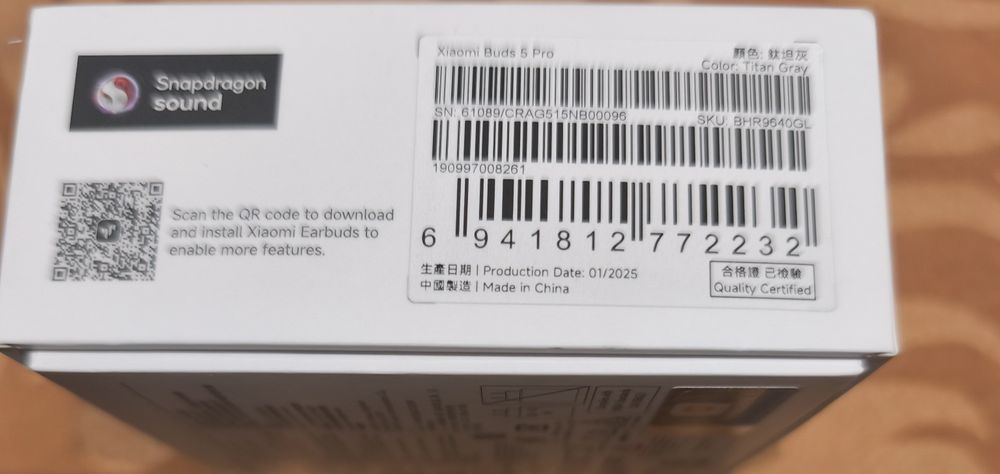 Snapdragon
sound
Scan the QR code to download
and install Xiaomi Earbuds to
enable more features.
Xiaomi Buds 5 Pro
顏色: 鈦坦灰
Color: Titan Gray
SN: 61089/CRAG515NB00096
SKU: BHR9640GL
190997008261
6 941812 772232
生產日期 | Production Date: 01/2025
中國製造 | Made in China
合格證 已檢驗
Quality Certified